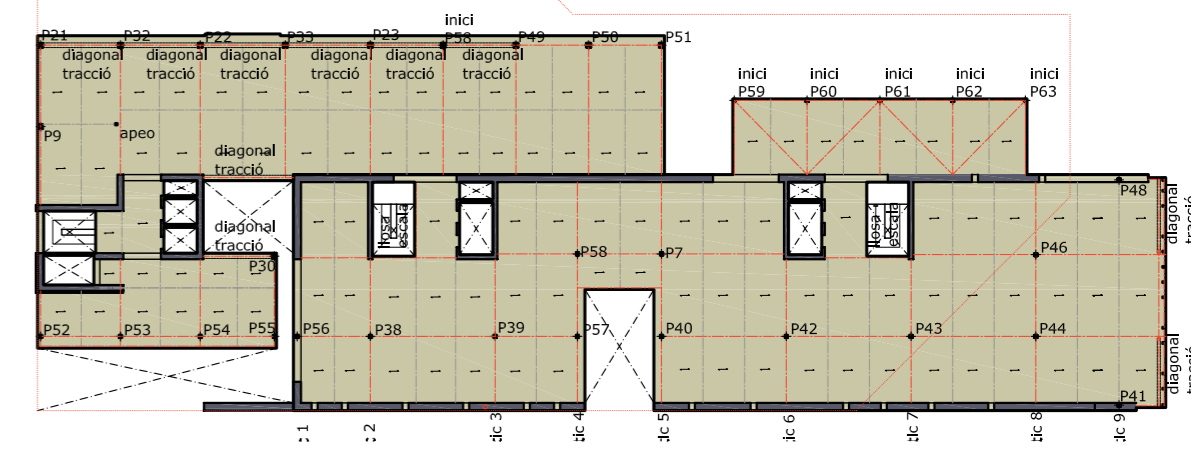 inici
P21 P32 P22 P33 P23 P58 P49 P50 P51
diagonal diagonal diagonal diagonal diagonal diagonal
tracció tracció tracció tracció tracció tracció
inici inici inici inici inici
P59 P60 P61 P62 P63
P9 apeo
diagonal
tracció
P48
llosa
escala
llosa
escala
diagonal
tracció
diagonal
tracció
P30 P58 P7 P46
P52 P53 P54 P55 P56 P38 P39 P57 P40 P42 P43 P44
diagonal
tracció
P41